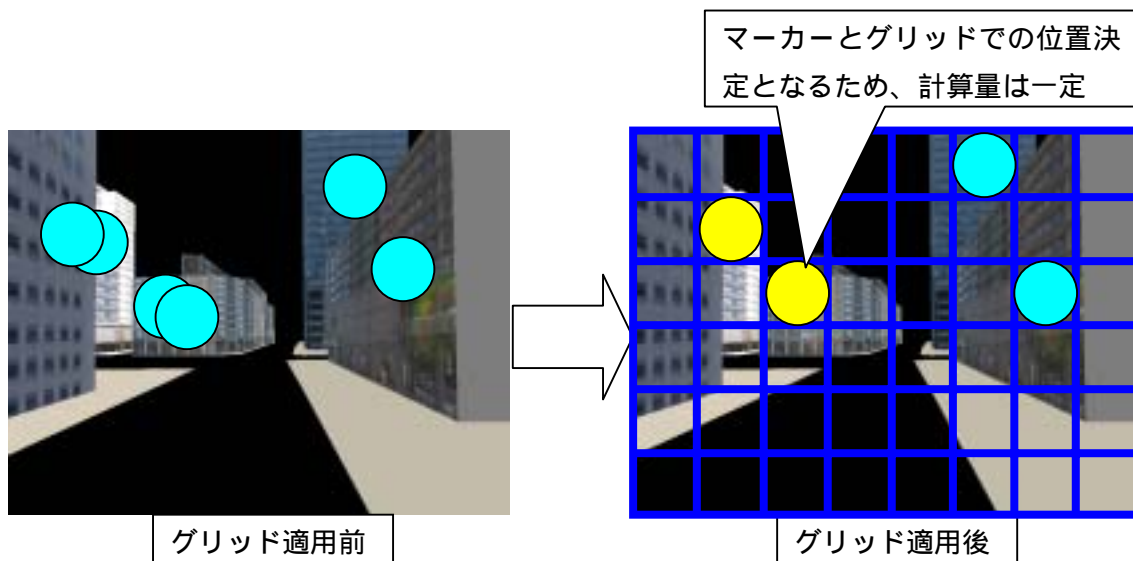 マーカーとグリッドでの位置決
定となるため、計算量は一定
グリッド適用前
グリッド適用後